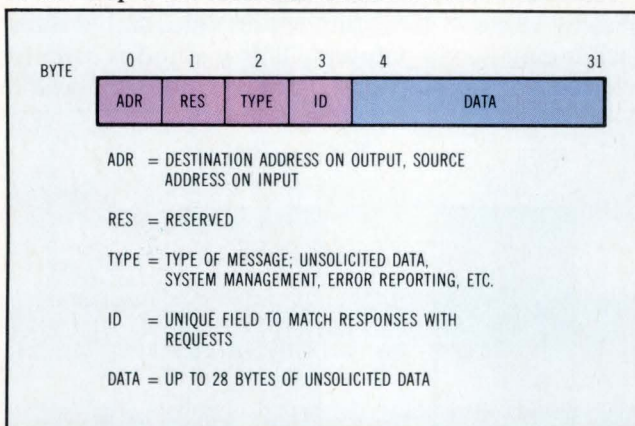 BYTE 0 1 2 3 4 31
ADR RES TYPE ID DATA
ADR = DESTINATION ADDRESS ON OUTPUT, SOURCE
ADDRESS ON INPUT
RES = RESERVED
TYPE = TYPE OF MESSAGE; UNSOLICITED DATA,
SYSTEM MANAGEMENT, ERROR REPORTING, ETC.
ID = UNIQUE FIELD TO MATCH RESPONSES WITH
REQUESTS
DATA = UP TO 28 BYTES OF UNSOLICITED DATA